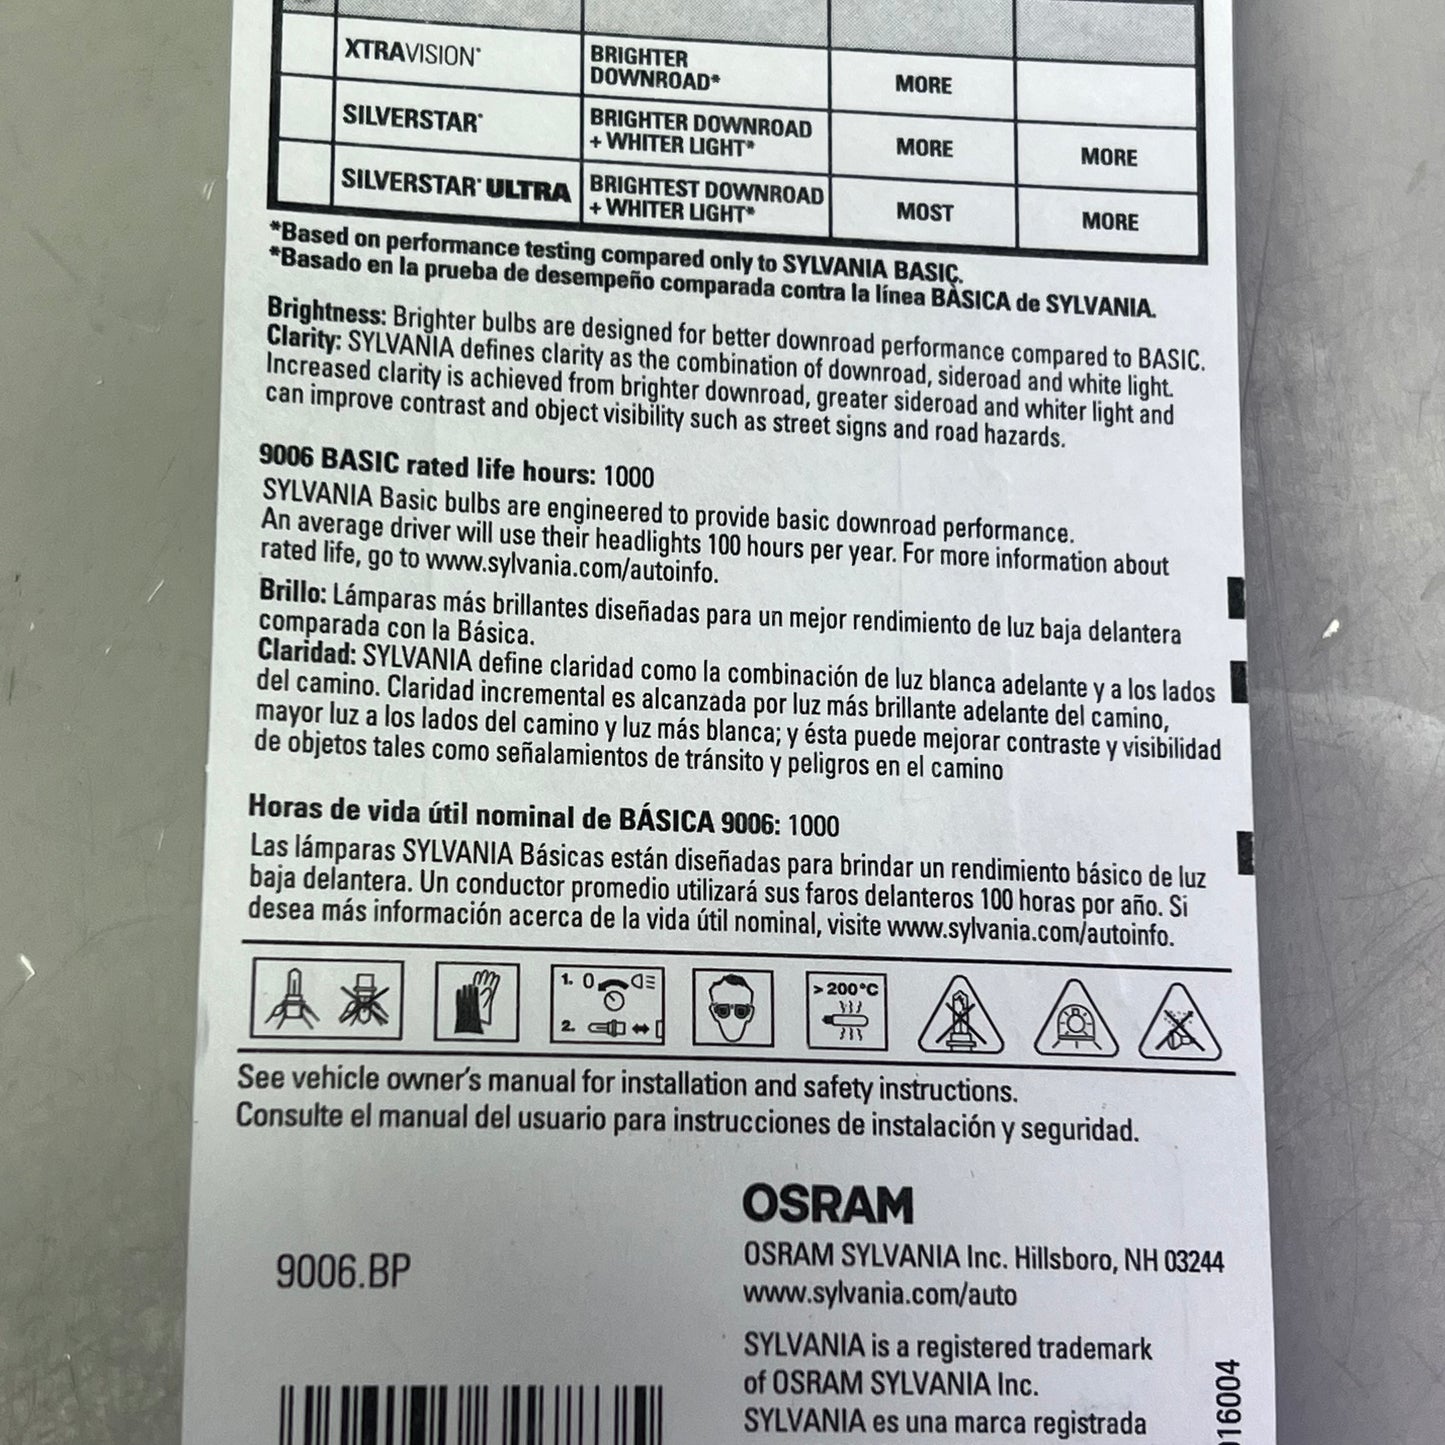 XTRAVISION® BRIGHTER DOWNROAD* MORE
SILVERSTAR® BRIGHTER DOWNROAD + WHITER LIGHT* MORE MORE
SILVERSTAR® ULTRA BRIGHTEST DOWNROAD + WHITER LIGHT* MOST MORE
*Based on performance testing compared only to SYLVANIA BASIC.
*Basado en la prueba de desempeño comparada contra la línea BÁSICA de SYLVANIA.
Brightness: Brighter bulbs are designed for better downroad performance compared to BASIC.
Clarity: SYLVANIA defines clarity as the combination of downroad, sideroad and white light.
Increased clarity is achieved from brighter downroad, greater sideroad and whiter light and
can improve contrast and object visibility such as street signs and road hazards.
9006 BASIC rated life hours: 1000
SYLVANIA Basic bulbs are engineered to provide basic downroad performance.
An average driver will use their headlights 100 hours per year. For more information about
rated life, go to www.sylvania.com/autoinfo.
Brillo: Lámparas más brillantes diseñadas para un mejor rendimiento de luz baja delantera
comparada con la Básica.
Claridad: SYLVANIA define claridad como la combinación de luz blanca adelante y a los lados
del camino. Claridad incremental es alcanzada por luz más brillante adelante del camino,
mayor luz a los lados del camino y luz más blanca; y ésta puede mejorar contraste y visibilidad
de objetos tales como señalamientos de tránsito y peligros en el camino
Horas de vida útil nominal de BÁSICA 9006: 1000
Las lámparas SYLVANIA Básicas están diseñadas para brindar un rendimiento básico de luz
baja delantera. Un conductor promedio utilizará sus faros delanteros 100 horas por año. Si
desea más información acerca de la vida útil nominal, visite www.sylvania.com/autoinfo.
1. 0
2.
>200°C
See vehicle owner's manual for installation and safety instructions.
Consulte el manual del usuario para instrucciones de instalación y seguridad.
OSRAM
9006.BP
OSRAM SYLVANIA Inc. Hillsboro, NH 03244
www.sylvania.com/auto
SYLVANIA is a registered trademark
of OSRAM SYLVANIA Inc.
SYLVANIA es una marca registrada
16004